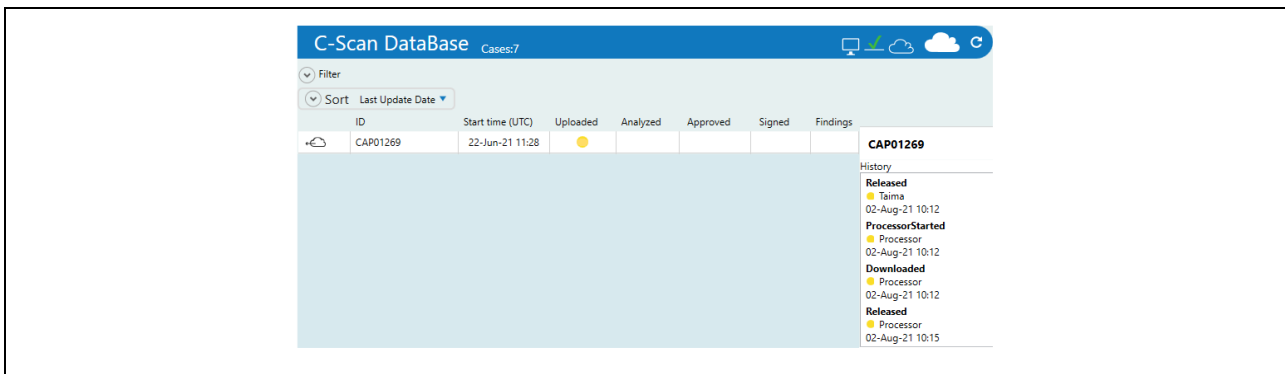 C-Scan DataBase Cases:7
Filter
Sort Last Update Date
ID Start time (UTC) Uploaded Analyzed Approved Signed Findings
CAP01269 22-Jun-21 11:28
CAP01269
History
Released
Taima
02-Aug-21 10:12
ProcessorStarted
Processor
02-Aug-21 10:12
Downloaded
Processor
02-Aug-21 10:12
Released
Processor
02-Aug-21 10:15